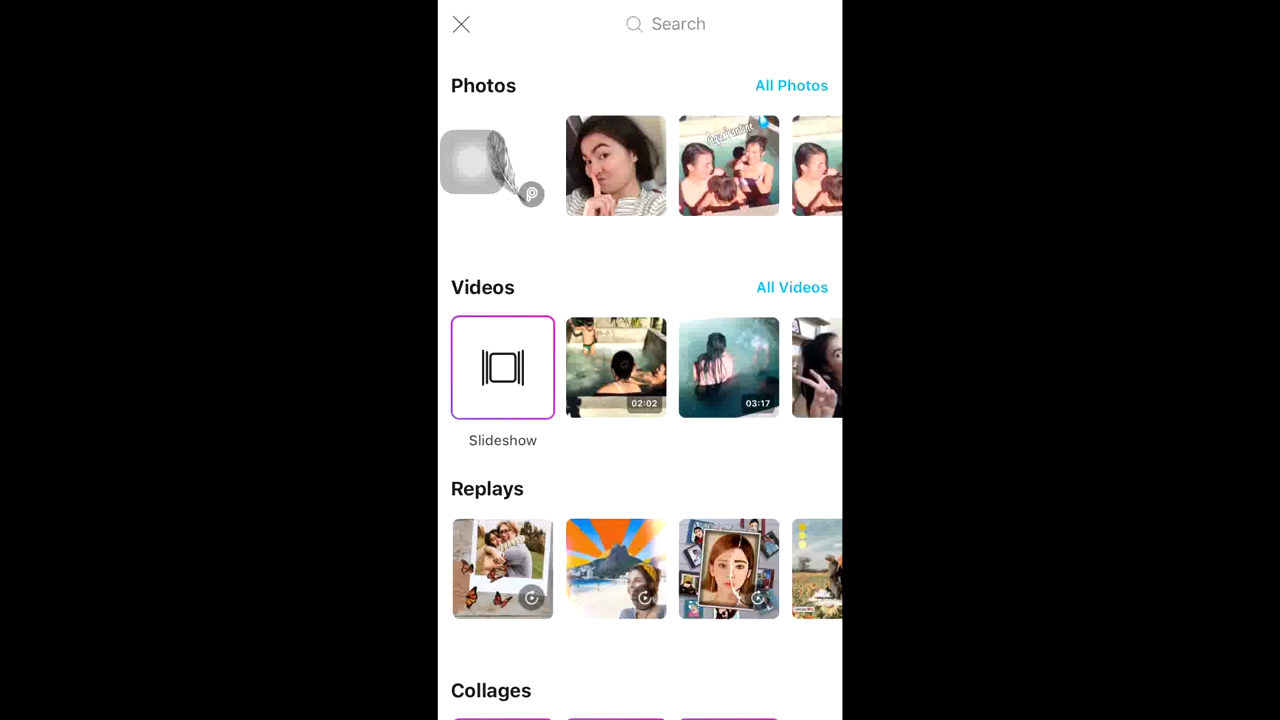 Search
Photos
All Photos
Videos
All Videos
02:02
03:17
Slideshow
Replays
Collages